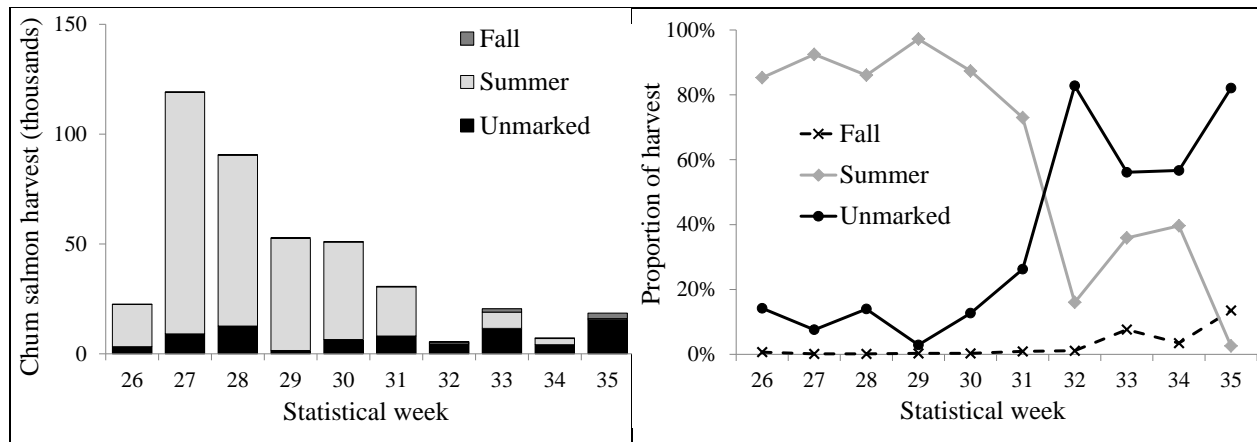 Chum salmon harvest (thousands)
150
100
50
0
Fall
Summer
Unmarked
26 27 28 29 30 31 32 33 34 35
Statistical week
Proportion of harvest
100%
80%
60%
40%
20%
0%
Fall
Summer
Unmarked
26 27 28 29 30 31 32 33 34 35
Statistical week